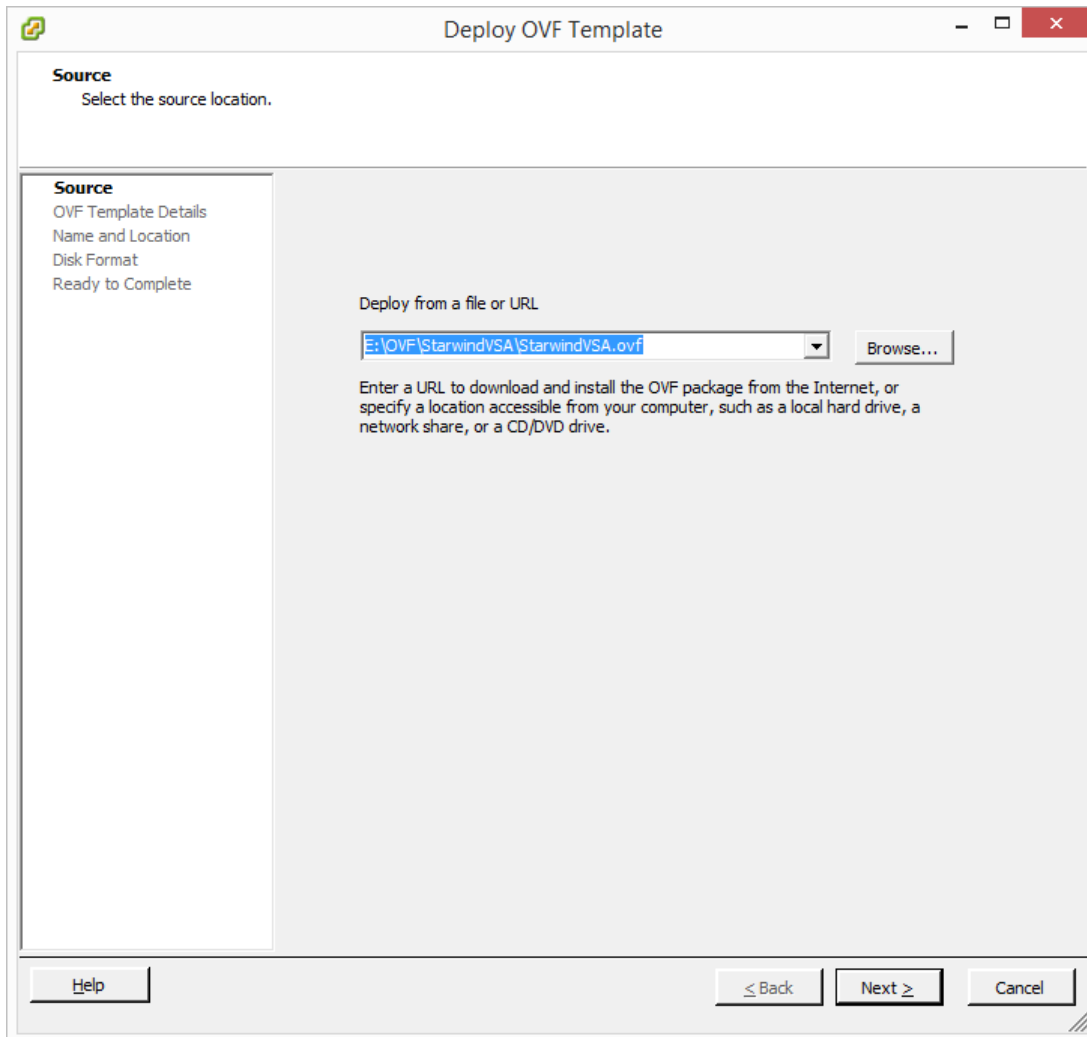 Deploy OVF Template
Source
Select the source location.
Source
OVF Template Details
Name and Location
Disk Format
Ready to Complete
Deploy from a file or URL
E:\OVF\StarwindVSA\StarwindVSA.ovf
Browse...
Enter a URL to download and install the OVF package from the Internet, or
specify a location accessible from your computer, such as a local hard drive, a
network share, or a CD/DVD drive.
Help
< Back
Next >
Cancel